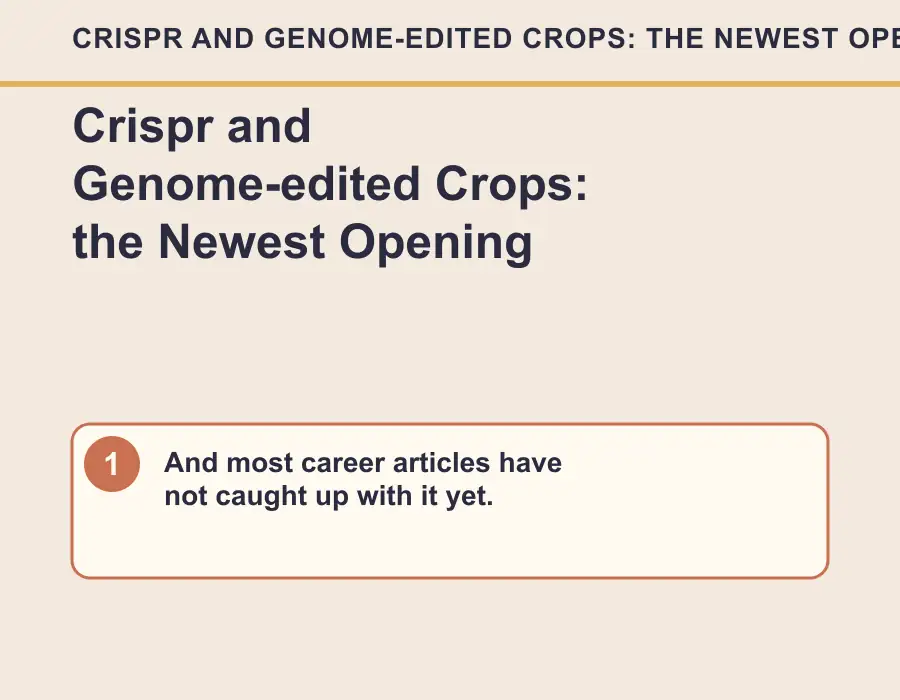 CRISPR AND GENOME-EDITED CROPS: THE NEWEST OPE
Crispr and
Genome-edited Crops:
the Newest Opening
1
And most career articles have
not caught up with it yet.